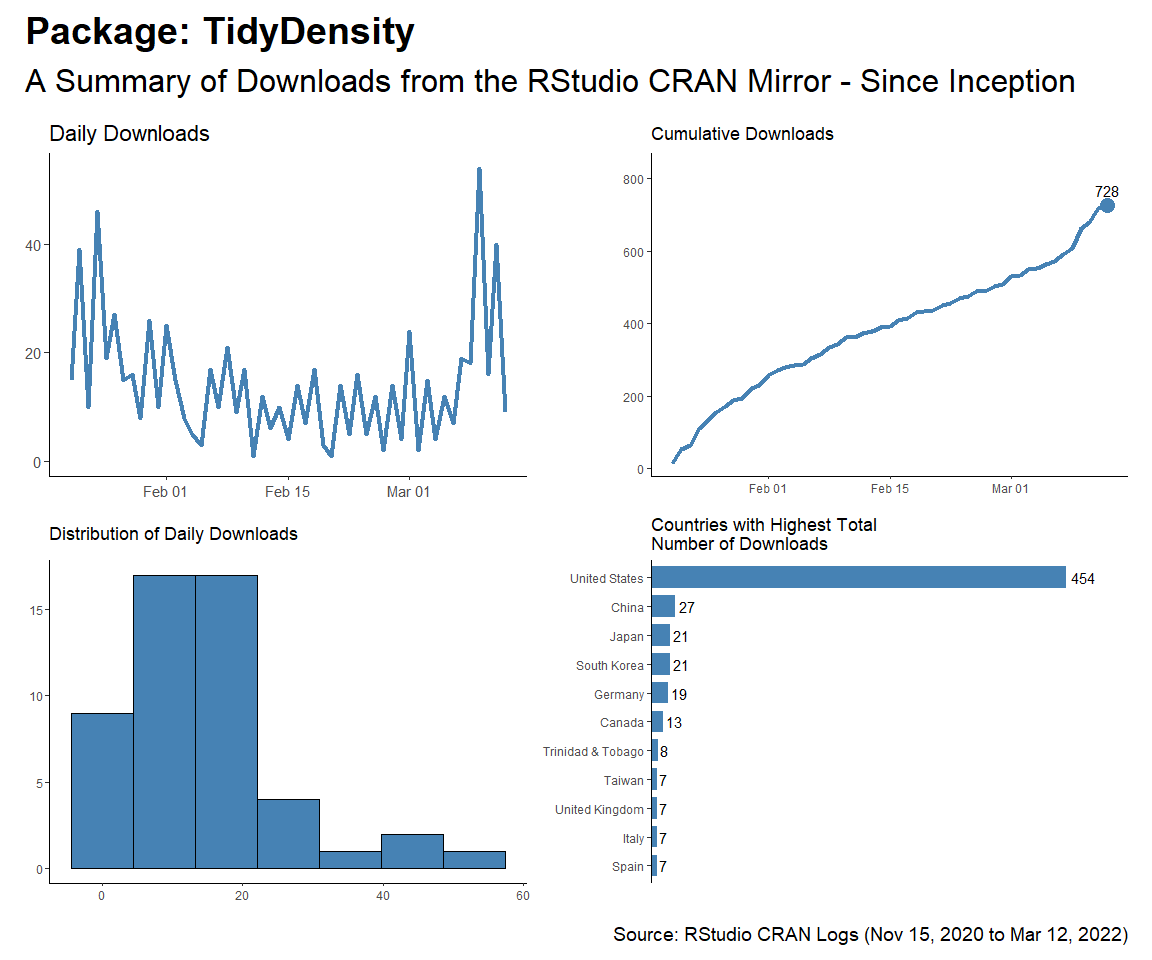 Package: TidyDensity
A Summary of Downloads from the RStudio CRAN Mirror - Since Inception
Daily Downloads
40
20
0
Feb 01
Feb 15
Mar 01
Cumulative Downloads
800
600
400
200
0
728
Feb 01
Feb 15
Mar 01
Distribution of Daily Downloads
15
10
5
0
0
20
40
60
Countries with Highest Total
Number of Downloads
United States 454
China 27
Japan 21
South Korea 21
Germany 19
Canada 13
Trinidad & Tobago 8
Taiwan 7
United Kingdom 7
Italy 7
Spain 7
Source: RStudio CRAN Logs (Nov 15, 2020 to Mar 12, 2022)